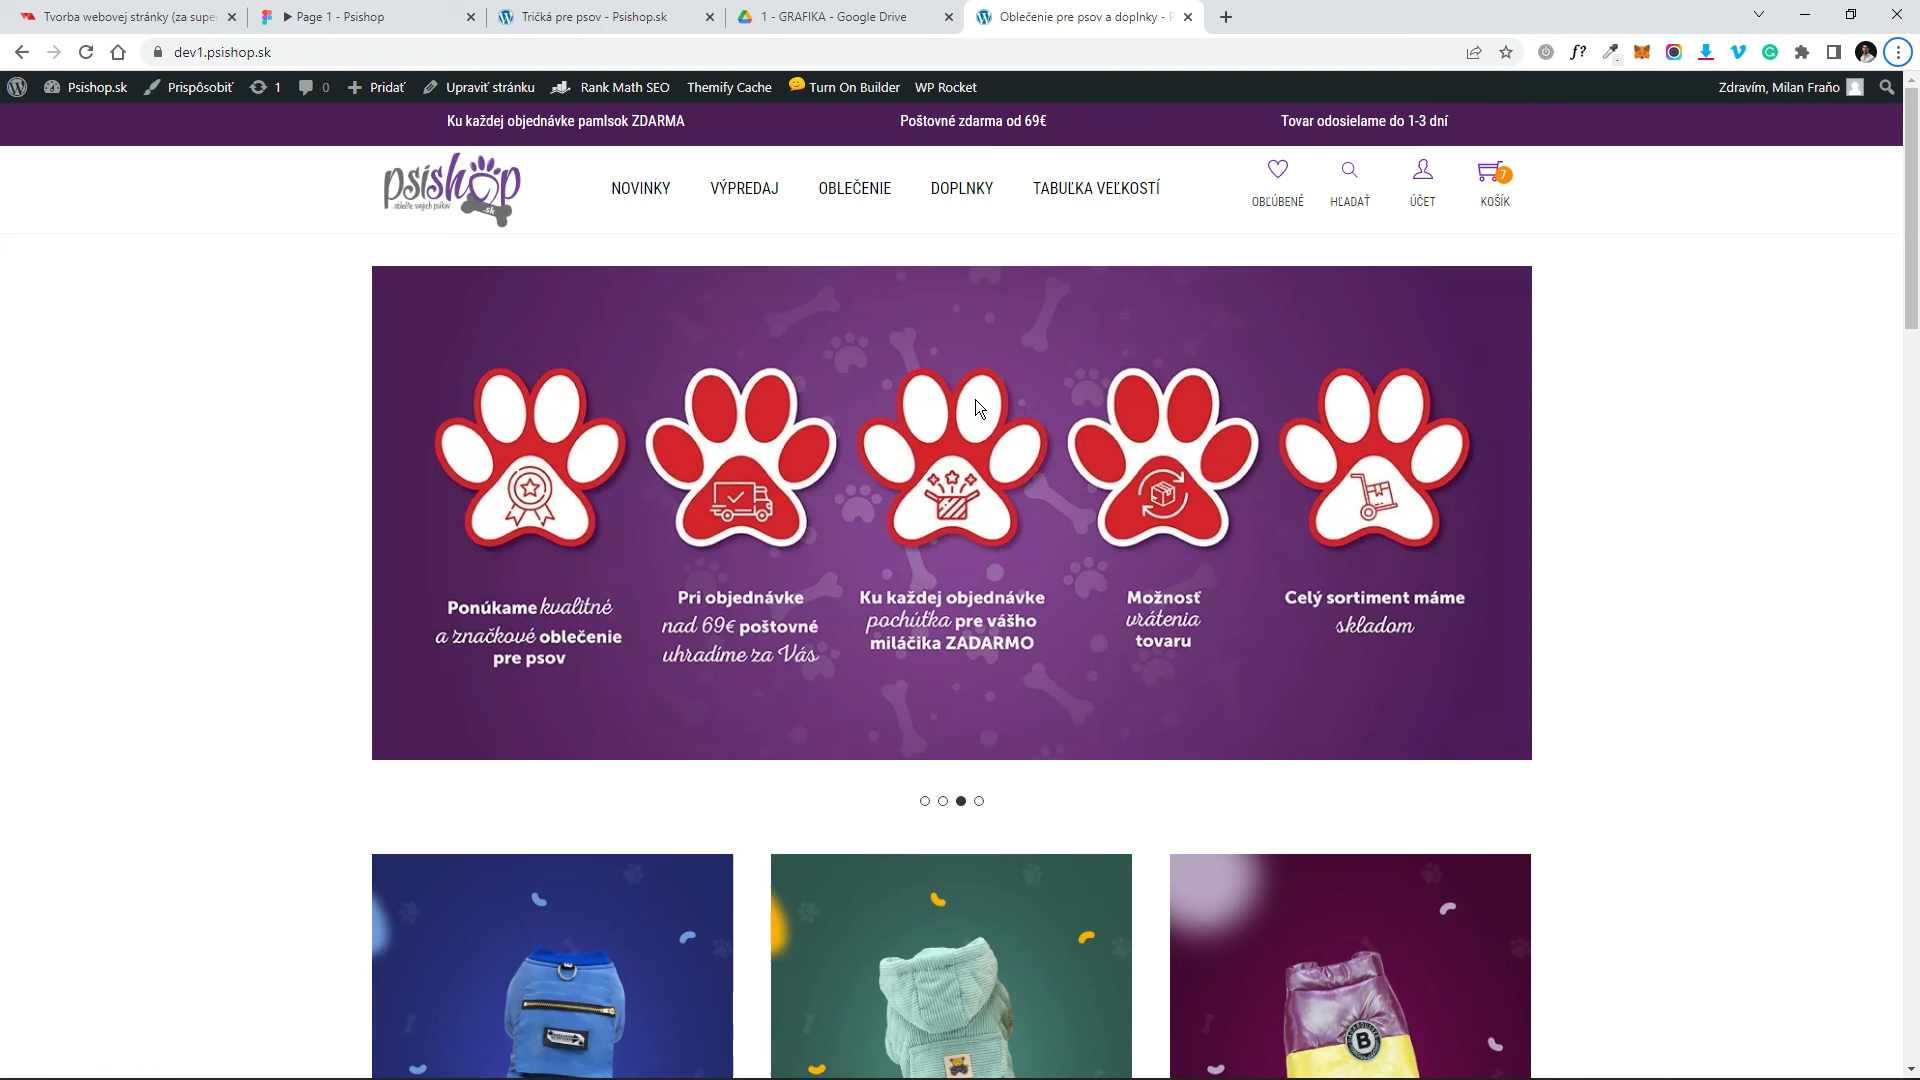 Tvorba webovej stránky (za supe
Page 1 - Psishop
Tričká pre psov - Psishop.sk
1 - GRAFIKA - Google Drive
Oblečenie pre psov a doplnky - P
dev1.psishop.sk
f?
Psishop.sk
Prispôsobiť
1
0
Pridať
Upraviť stránku
Rank Math SEO
Themify Cache
Turn On Builder
WP Rocket
Zdravím, Milan Fraňo
Ku každej objednávke pamlsok ZDARMA
Poštovné zdarma od 69€
Tovar odosielame do 1-3 dní
psíshop
...oblečte svojich psíkov
.sk
NOVINKY
VÝPREDAJ
OBLEČENIE
DOPLNKY
TABUĽKA VEĽKOSTÍ
OBĽÚBENÉ
HĽADAŤ
ÚČET
7
KOŠÍK
Ponúkame kvalitné
a značkové oblečenie
pre psov
Pri objednávke
nad 69€ poštovné
uhradíme za Vás
Ku každej objednávke
pochúťka pre vášho
miláčika ZADARMO
Možnosť
vrátenia
tovaru
Celý sortiment máme
skladom
B